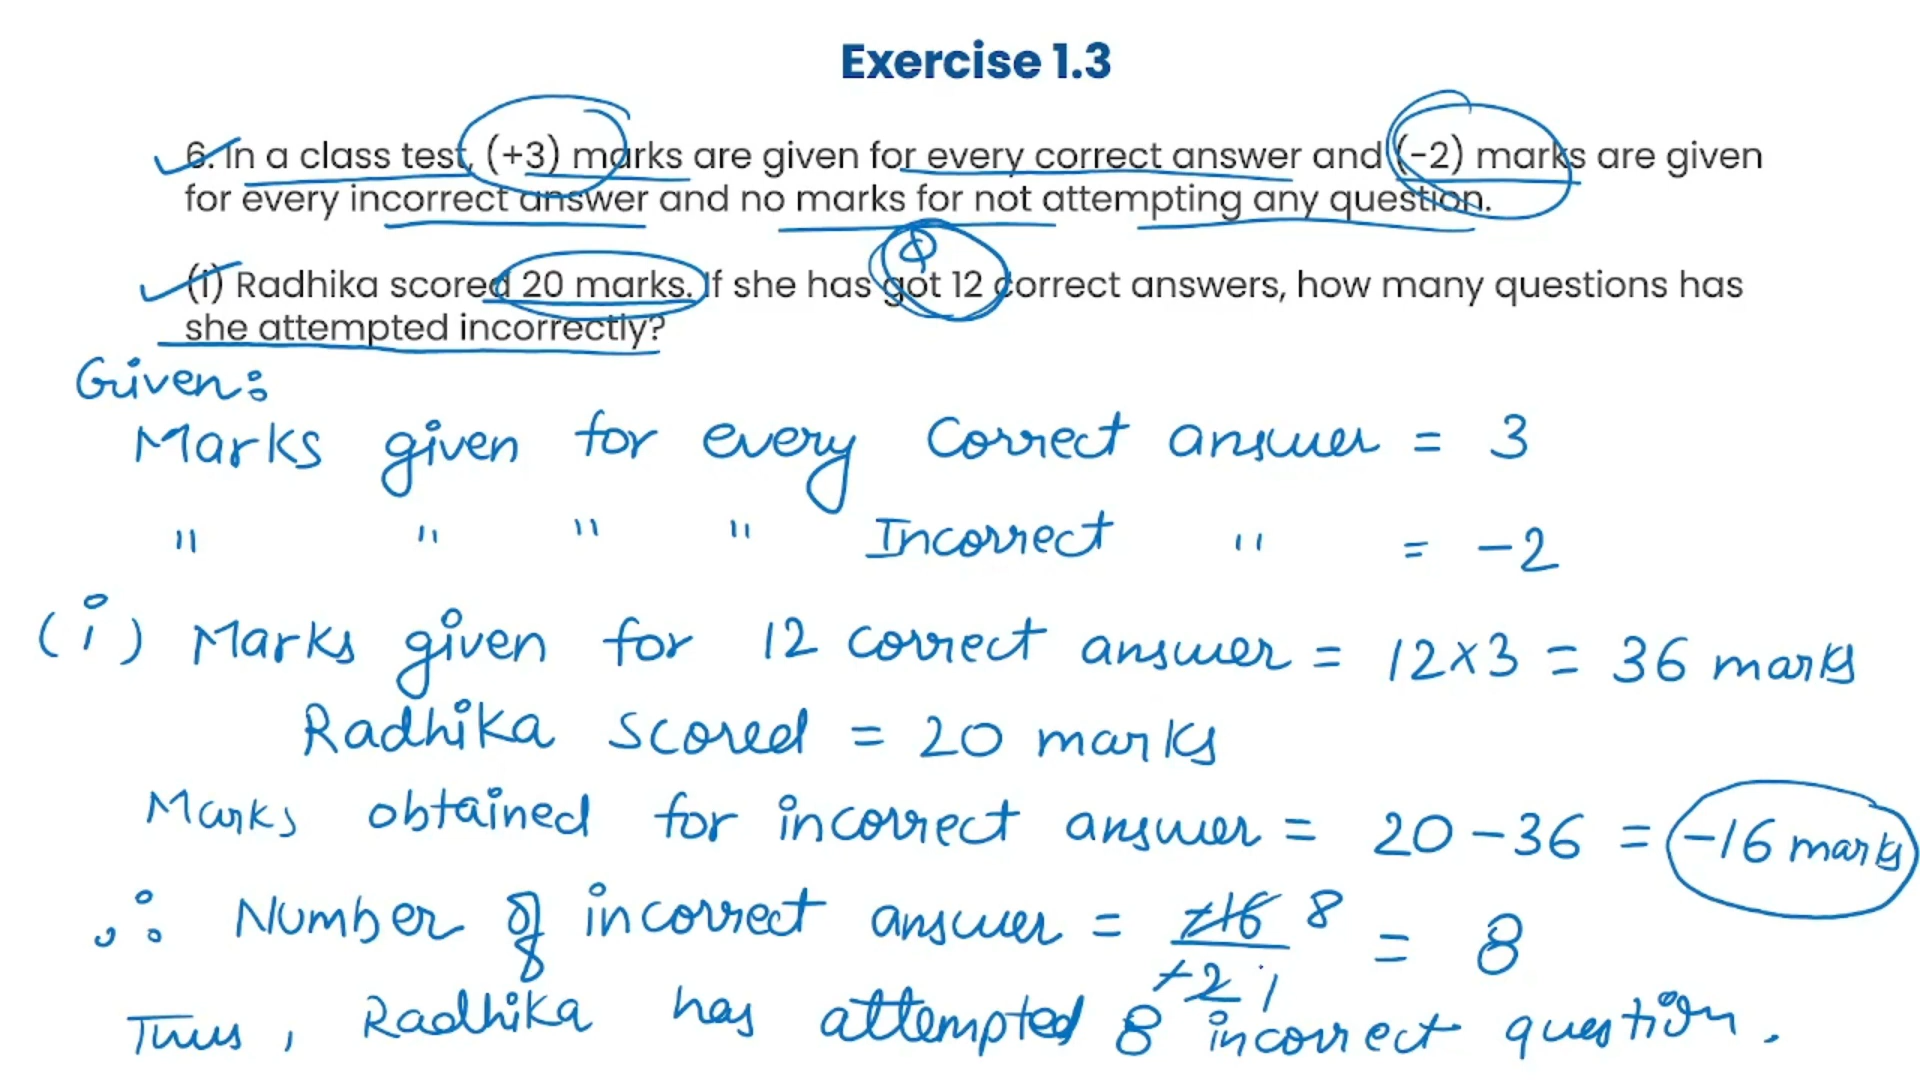 Exercise 1.3
6. In a class test, (+3) marks are given for every correct answer and (-2) marks are given
for every incorrect answer and no marks for not attempting any question.
(i) Radhika scored 20 marks. If she has got 12 correct answers, how many questions has
she attempted incorrectly?
Given:
Marks given for every Correct answer = 3
" " " " Incorrect " = -2
(i) Marks given for 12 correct answer = 12×3 = 36 marks
Radhika scored = 20 marks
Marks obtained for incorrect answer = 20 - 36 = -16 marks
∴ Number of incorrect answer = -16/-2 8/1 = 8
Thus, Radhika has attempted 8 incorrect question.